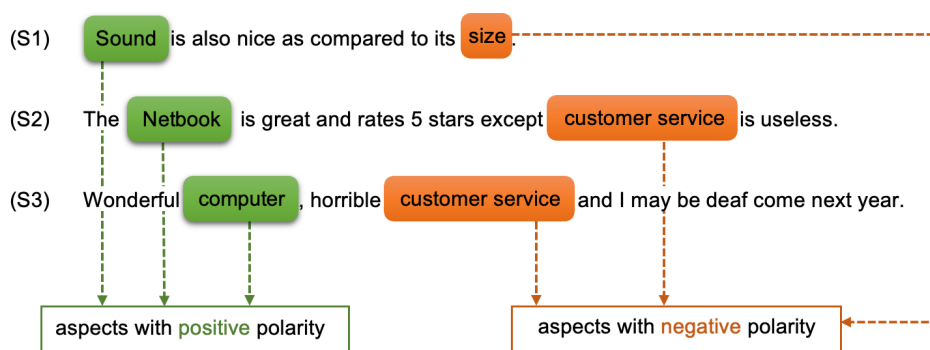 (S1) Sound is also nice as compared to its size.
(S2) The Netbook is great and rates 5 stars except customer service is useless.
(S3) Wonderful computer, horrible customer service and I may be deaf come next year.
aspects with positive polarity aspects with negative polarity